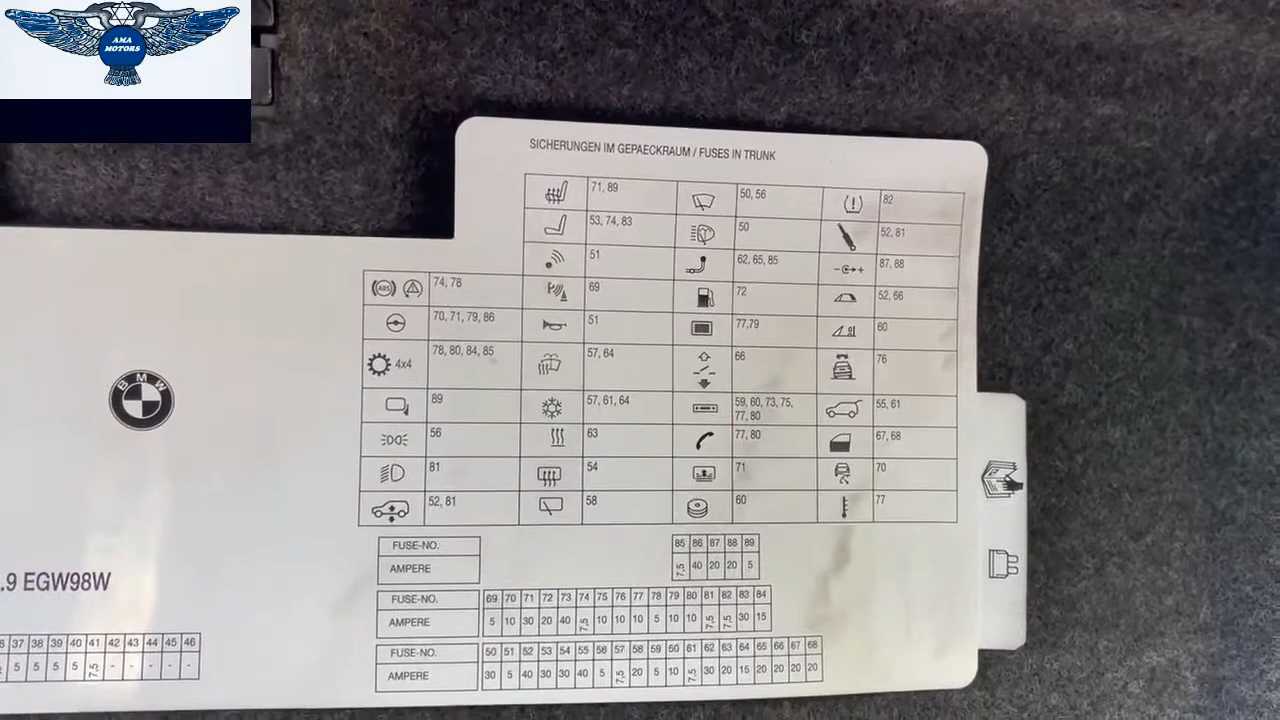 AMA
MOTORS
SICHERUNGEN IM GEPAECKRAUM / FUSES IN TRUNK
71, 89 50, 56 82
53, 74, 83 50 52, 81
51 62, 65, 85 87, 88
ABS 74, 78 69 72 52, 66
70, 71, 79, 86 51 77,79 60
4x4 78, 80, 84, 85 57, 64 66 76
89 57, 61, 64 59, 60, 73, 75, 55, 61
77, 80
56 63 77, 80 67, 68
81 54 71 70
52, 81 58 60 77
BMW
FUSE-NO. 85 86 87 88 89
AMPERE 7,5 40 20 20 5
.9 EGW98W
FUSE-NO. 69 70 71 72 73 74 75 76 77 78 79 80 81 82 83 84
AMPERE 5 10 30 20 40 7,5 10 10 10 5 10 10 7,5 7,5 30 15
37 38 39 40 41 42 43 44 45 46
5 5 5 5 7,5 - - - - -
FUSE-NO. 50 51 52 53 54 55 56 57 58 59 60 61 62 63 64 65 66 67 68
AMPERE 30 5 40 30 30 40 5 7,5 20 5 10 7,5 30 20 15 20 20 20 20